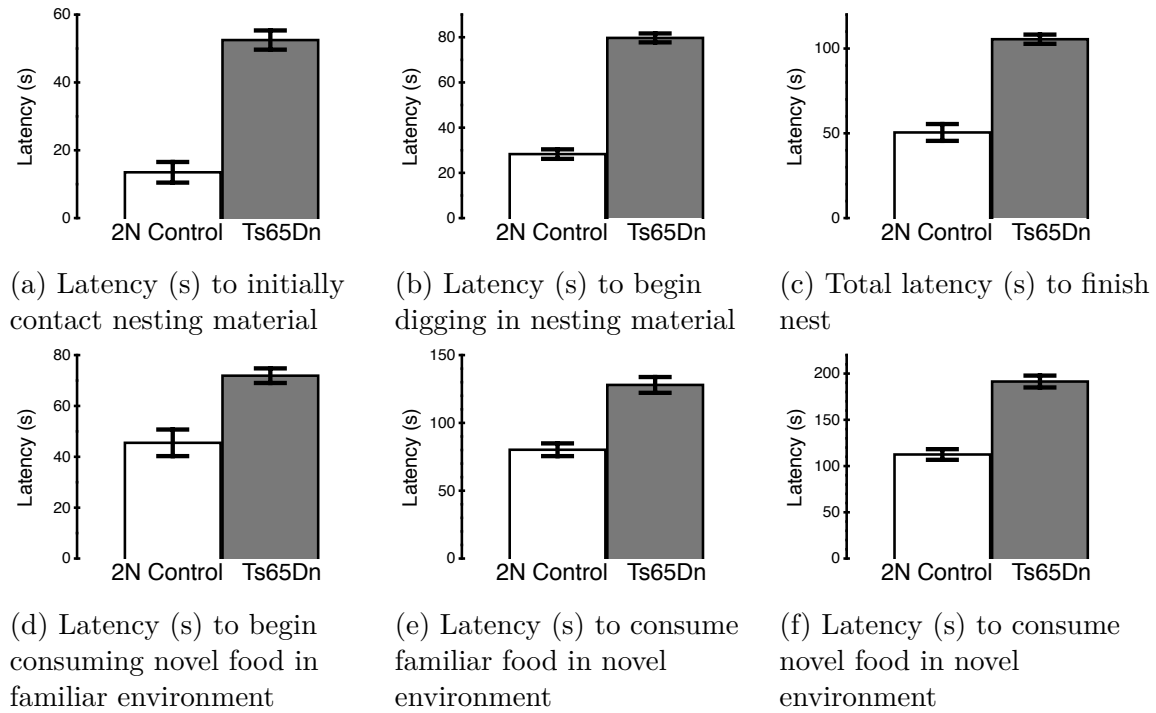 60
40
20
0
Latency (s)
2N Control Ts65Dn
80
60
40
20
0
Latency (s)
2N Control Ts65Dn
100
50
0
Latency (s)
2N Control Ts65Dn
(a) Latency (s) to initially
contact nesting material
(b) Latency (s) to begin
digging in nesting material
(c) Total latency (s) to finish
nest
80
60
40
20
0
Latency (s)
2N Control Ts65Dn
150
100
50
0
Latency (s)
2N Control Ts65Dn
200
150
100
50
0
Latency (s)
2N Control Ts65Dn
(d) Latency (s) to begin
consuming novel food in
familiar environment
(e) Latency (s) to consume
familiar food in novel
environment
(f) Latency (s) to consume
novel food in novel
environment